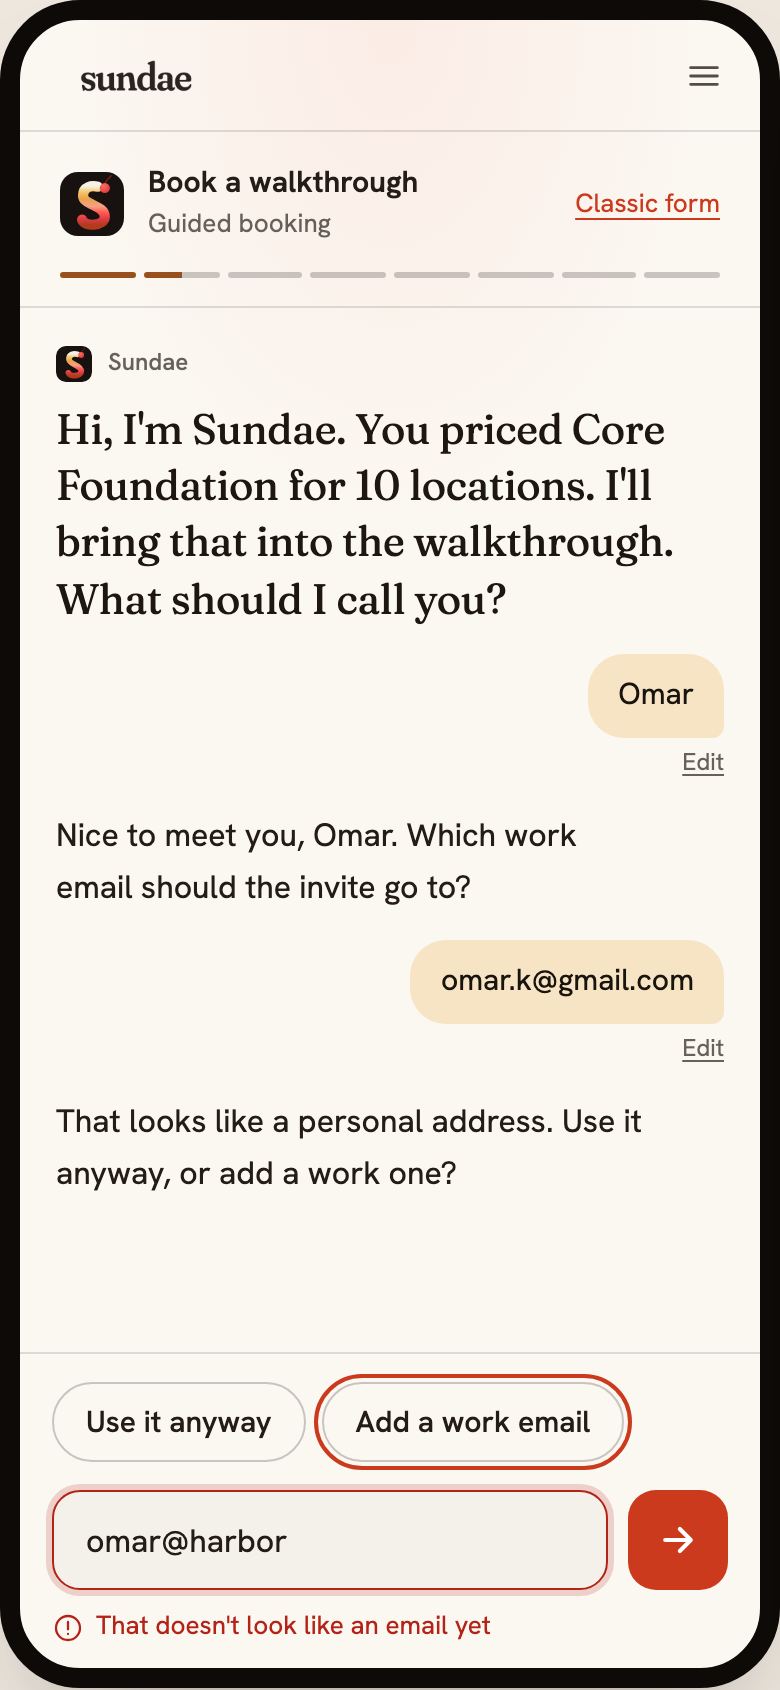 sundae
Book a walkthrough
Guided booking
Classic form
Sundae
Hi, I'm Sundae. You priced Core
Foundation for 10 locations. I'll
bring that into the walkthrough.
What should I call you?
Omar
Edit
Nice to meet you, Omar. Which work
email should the invite go to?
omar.k@gmail.com
Edit
That looks like a personal address. Use it
anyway, or add a work one?
Use it anyway
Add a work email
omar@harbor
That doesn't look like an email yet